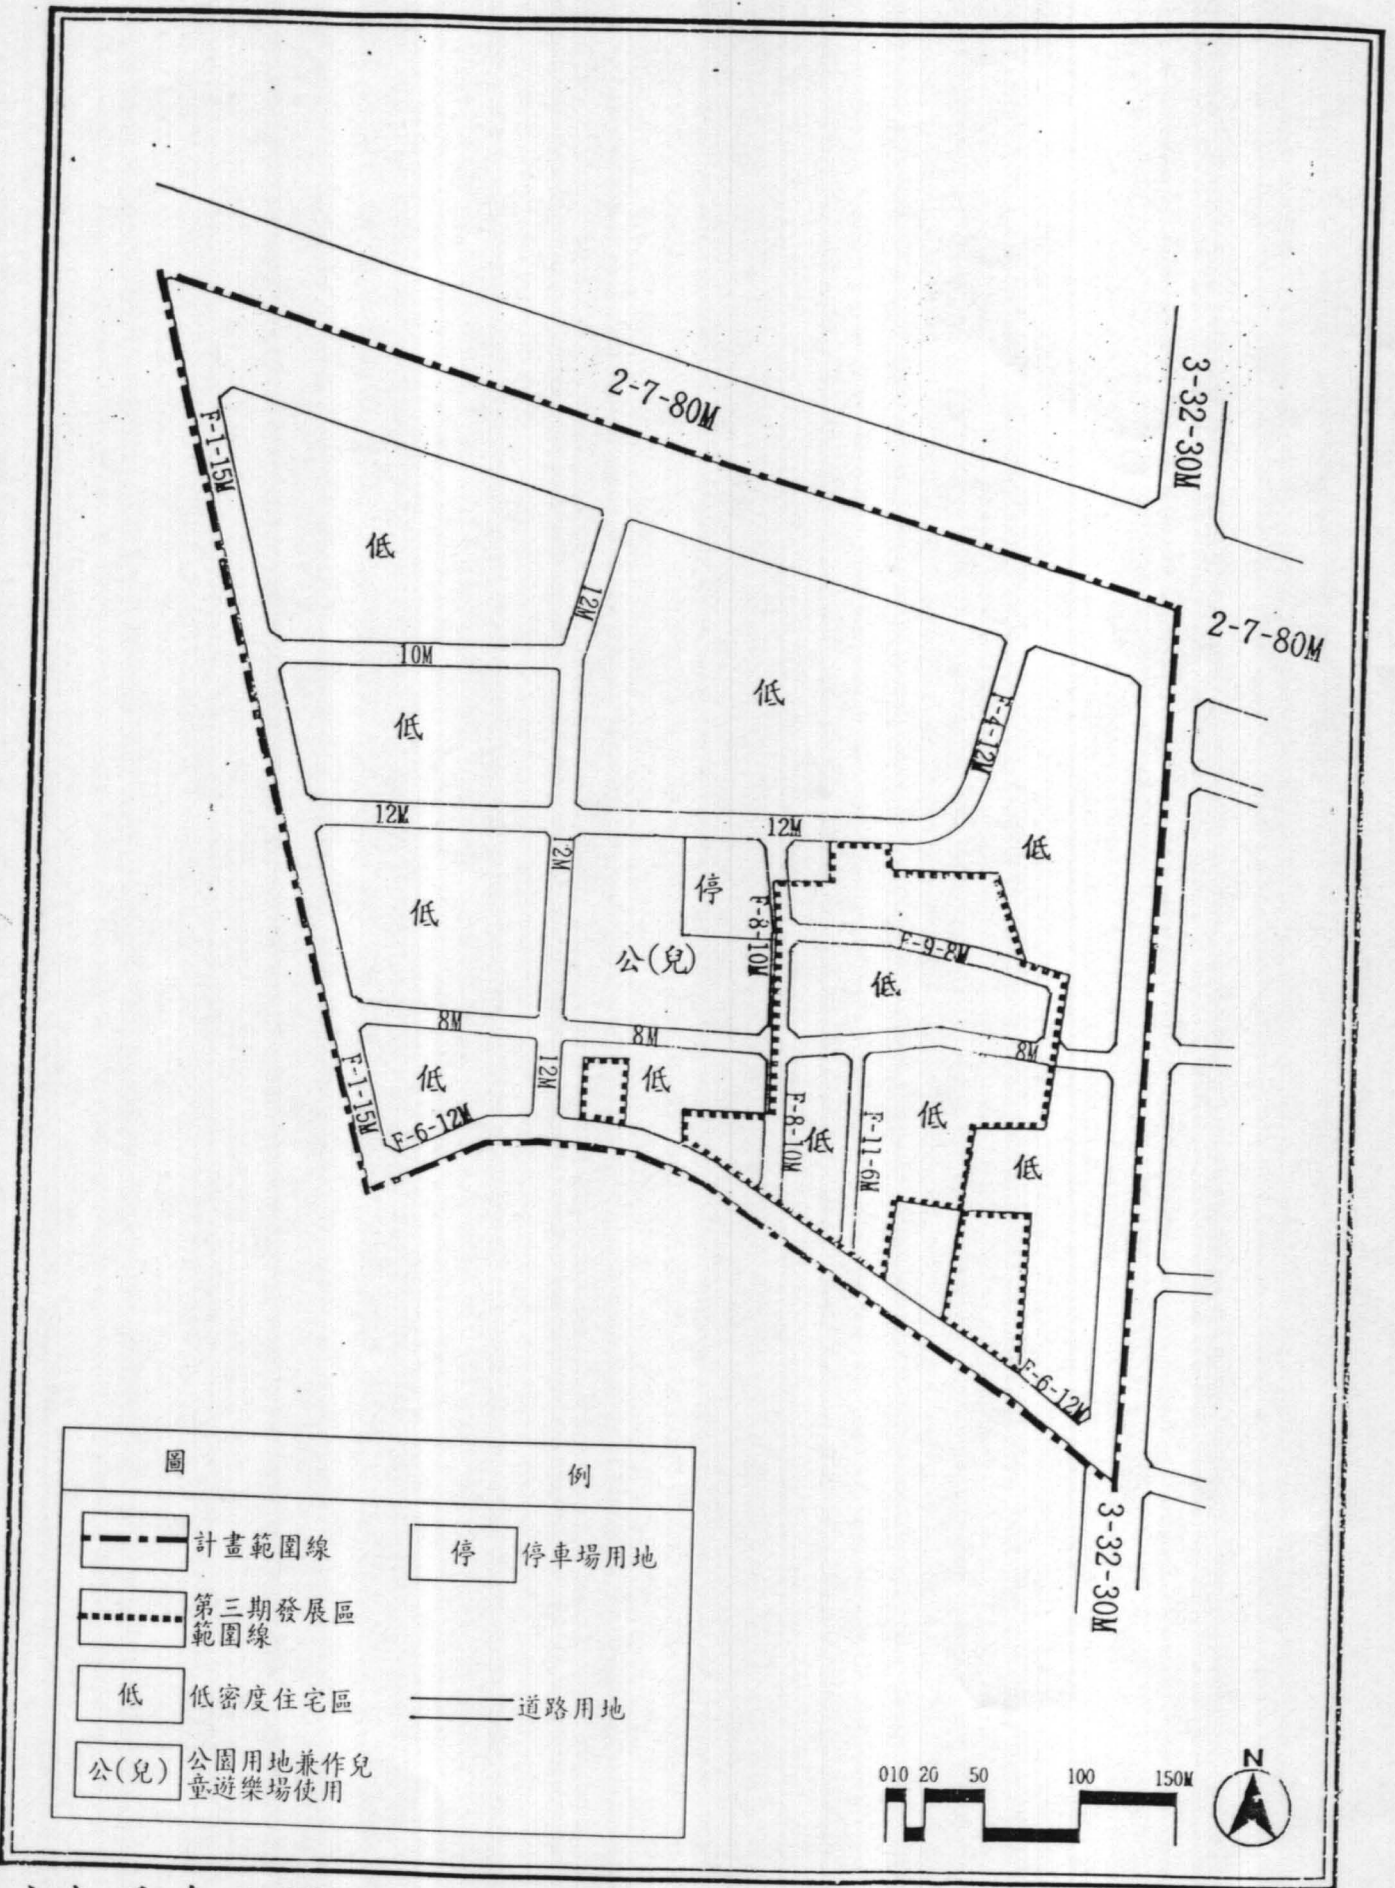 2-7-80M
3-32-30M
F-1-15M
低
12M
2-7-80M
10M
低
低
F-4-12M
12M
12M
低
12M
停
低
F-8-10M
公(兒)
F-9-8M
低
8M
8M
8M
F-1-15M
低
12M
低
F-6-12M
F-8-10M
低
F-11-6M
低
低
F-6-12M
3-32-30M
圖 例
計畫範圍線
停 停車場用地
第三期發展區
範圍線
低 低密度住宅區
道路用地
公(兒) 公園用地兼作兒
童遊樂場使用
010 20 50 100 150M
N